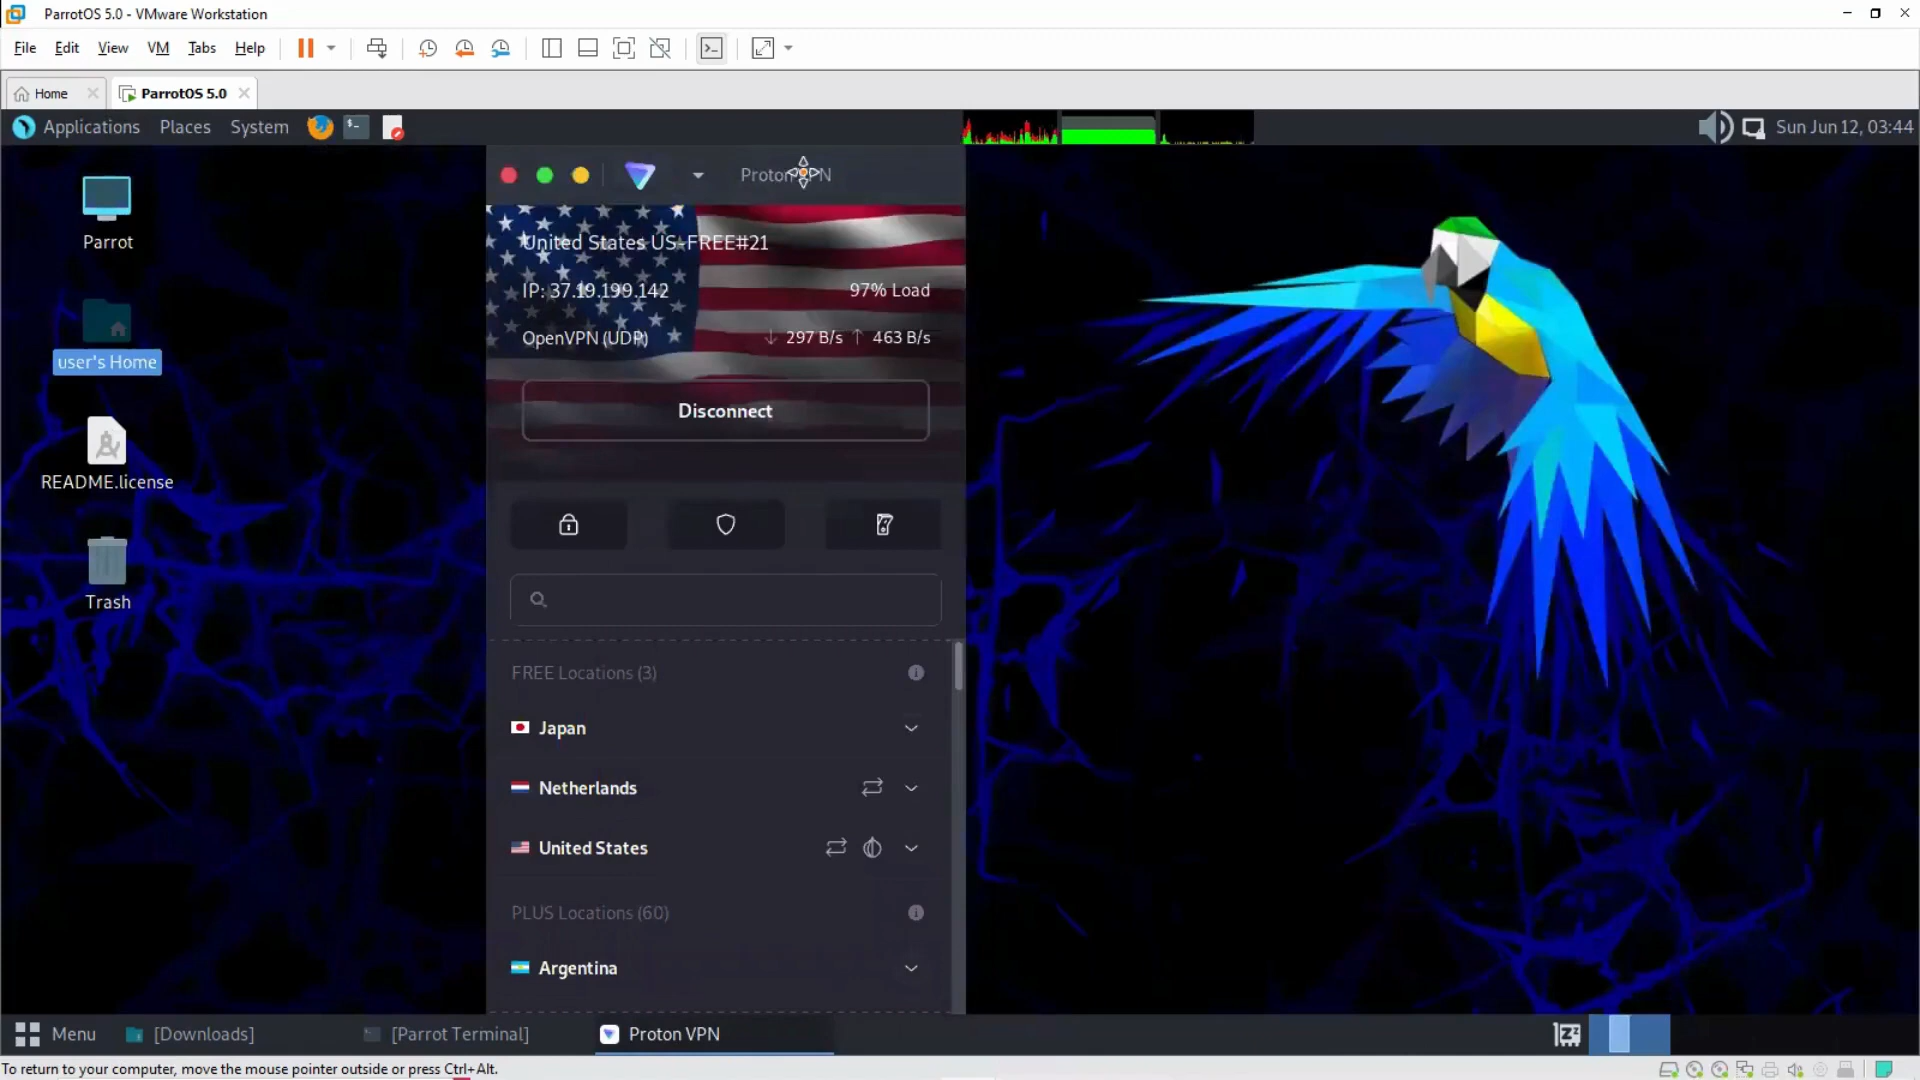 ParrotOS 5.0 - VMware Workstation
File Edit View VM Tabs Help
Home ParrotOS 5.0
Applications Places System Sun Jun 12, 03:44
Proton VPN
Parrot
user's Home
README.license
Trash
United States US-FREE#21
IP: 37.19.199.142 97% Load
OpenVPN (UDP) 297 B/s 463 B/s
Disconnect
FREE Locations (3)
Japan
Netherlands
United States
PLUS Locations (60)
Argentina
Menu [Downloads] [Parrot Terminal] Proton VPN
To return to your computer, move the mouse pointer outside or press Ctrl+Alt.